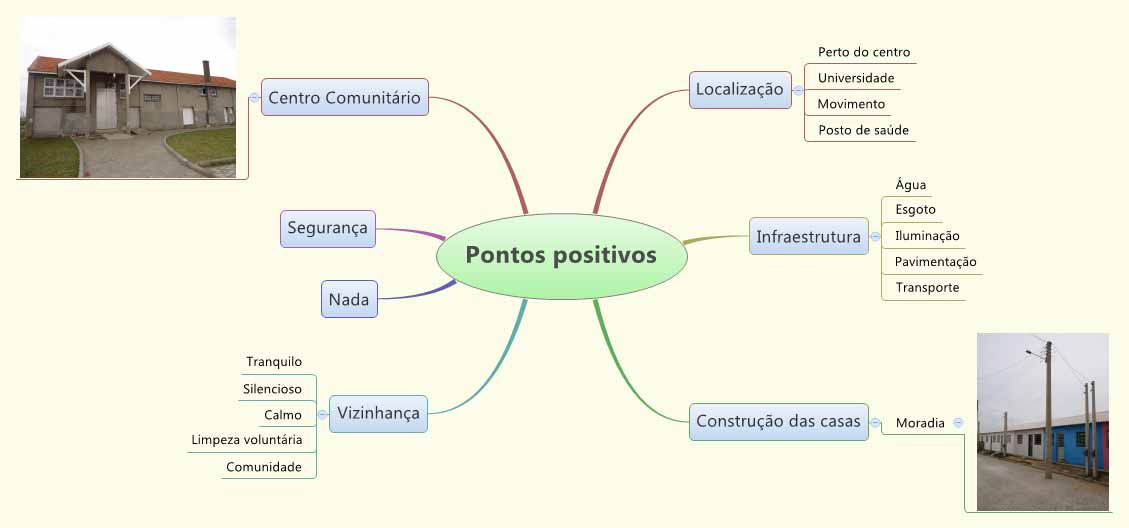 Pontos positivos
Centro Comunitário
Segurança
Nada
Vizinhança
Tranquilo
Silencioso
Calmo
Limpeza voluntária
Comunidade
Localização
Perto do centro
Universidade
Movimento
Posto de saúde
Infraestrutura
Água
Esgoto
Iluminação
Pavimentação
Transporte
Construção das casas
Moradia